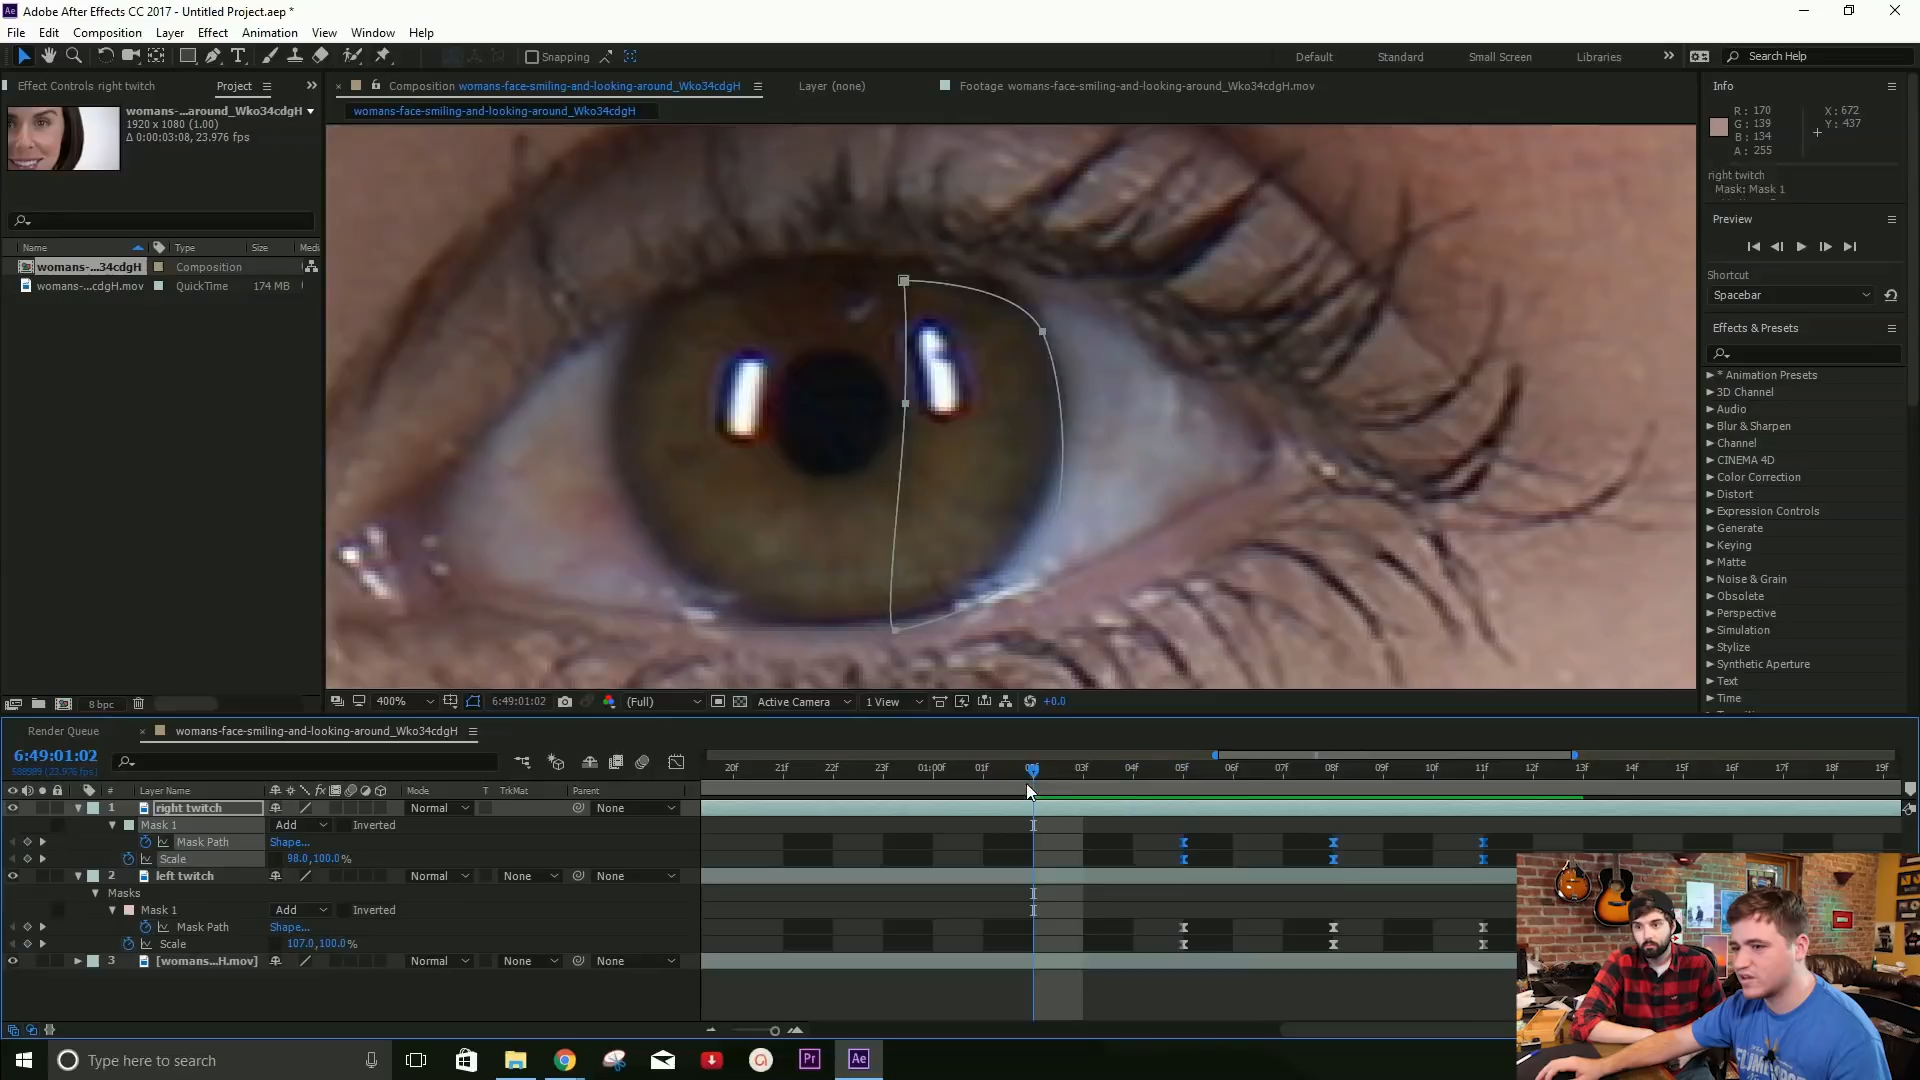 Adobe After Effects CC 2017 - Untitled Project.aep *
File Edit Composition Layer Effect Animation View Window Help
Snapping
Default Standard Small Screen Libraries Search Help
Effect Controls right twitch Project
Composition womans-face-smiling-and-looking-around_Wko34cdgH
Layer (none)
Footage womans-face-smiling-and-looking-around_Wko34cdgH.mov
womans-face-smiling-and-looking-around_Wko34cdgH
womans-...around_Wko34cdgH
1920 x 1080 (1.00)
Δ 0:00:03:08, 23.976 fps
Name Type Size Medi
womans-...34cdgH Composition
womans-...cdgH.mov QuickTime 174 MB
8 bpc
400% 6:49:01:02 (Full) Active Camera 1 View +0.0
Info
R: 170
G: 139
B: 134
A: 255
X: 672
Y: 437
right twitch
Mask: Mask 1
Preview
Shortcut
Spacebar
Effects & Presets
* Animation Presets
3D Channel
Audio
Blur & Sharpen
Channel
CINEMA 4D
Color Correction
Distort
Expression Controls
Generate
Keying
Matte
Noise & Grain
Obsolete
Perspective
Simulation
Stylize
Synthetic Aperture
Text
Time
Render Queue womans-face-smiling-and-looking-around_Wko34cdgH
6:49:01:02
588589 (23.976 fps)
20f 21f 22f 23f 01:00f 01f 03f 04f 05f 06f 07f 08f 09f 10f 11f 12f 13f 14f 15f 16f 17f 18f 19f
# Layer Name Mode T TrkMat Parent
1 right twitch Normal None
Mask 1 Add Inverted
Mask Path Shape...
Scale 98.0,100.0%
2 left twitch Normal None None
Masks
Mask 1 Add Inverted
Mask Path Shape...
Scale 107.0,100.0%
3 [womans...H.mov] Normal None None
Type here to search
Pr
Ae